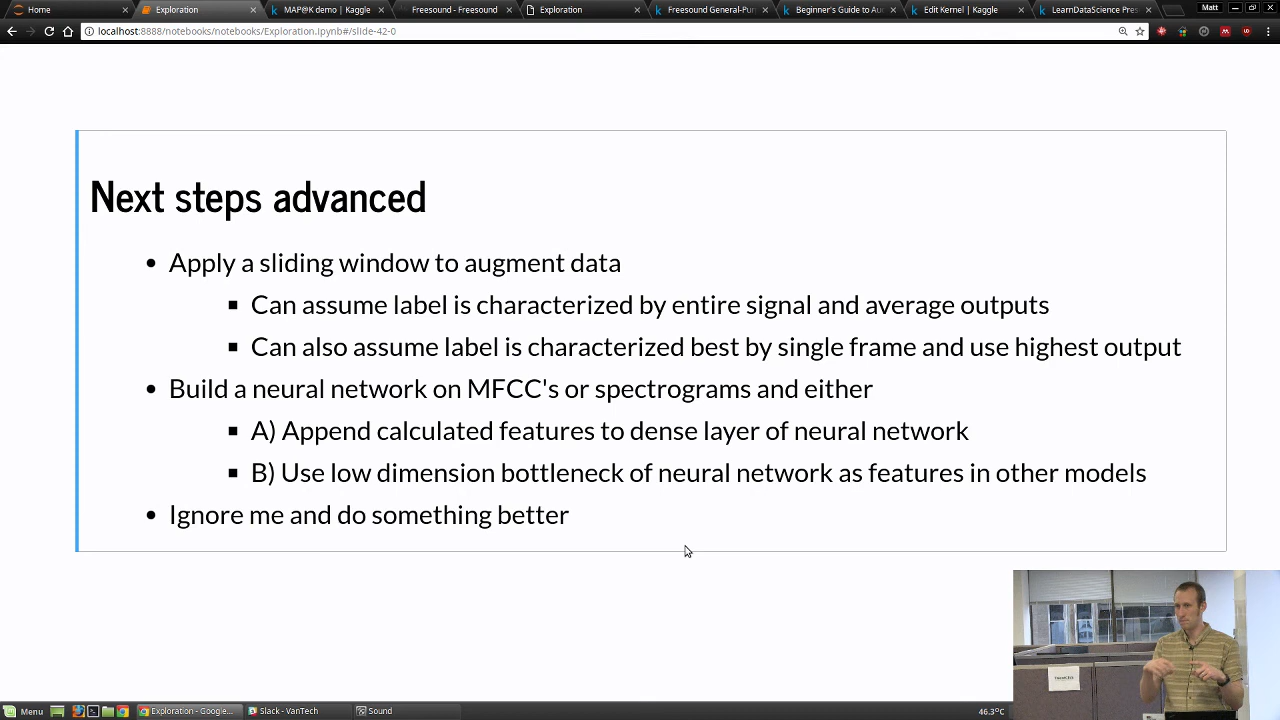 Home
Exploration
MAP@K demo | Kaggle
Freesound - Freesound
Exploration
Freesound General-Pur
Beginner's Guide to Au
Edit Kernel | Kaggle
LearnDataScience Pres
Matt
localhost:8888/notebooks/notebooks/Exploration.ipynb#/slide-42-0
Next steps advanced
• Apply a sliding window to augment data
▪ Can assume label is characterized by entire signal and average outputs
▪ Can also assume label is characterized best by single frame and use highest output
• Build a neural network on MFCC's or spectrograms and either
▪ A) Append calculated features to dense layer of neural network
▪ B) Use low dimension bottleneck of neural network as features in other models
• Ignore me and do something better
Menu
Exploration - Google...
Slack - VanTech
Sound
46.3°C